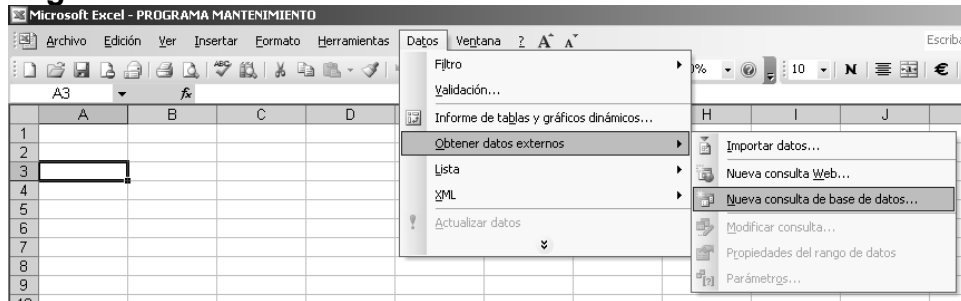 Microsoft Excel - PROGRAMA MANTENIMIENTO
Archivo Edición Ver Insertar Formato Herramientas Datos Ventana ?
10 N €
A3 fx
A B C D H I J
Filtro
Validación...
Informe de tablas y gráficos dinámicos...
Obtener datos externos
Lista
XML
Actualizar datos
Importar datos...
Nueva consulta Web...
Nueva consulta de base de datos...
Modificar consulta...
Propiedades del rango de datos
Parámetros...
1
2
3
4
5
6
7
8
9